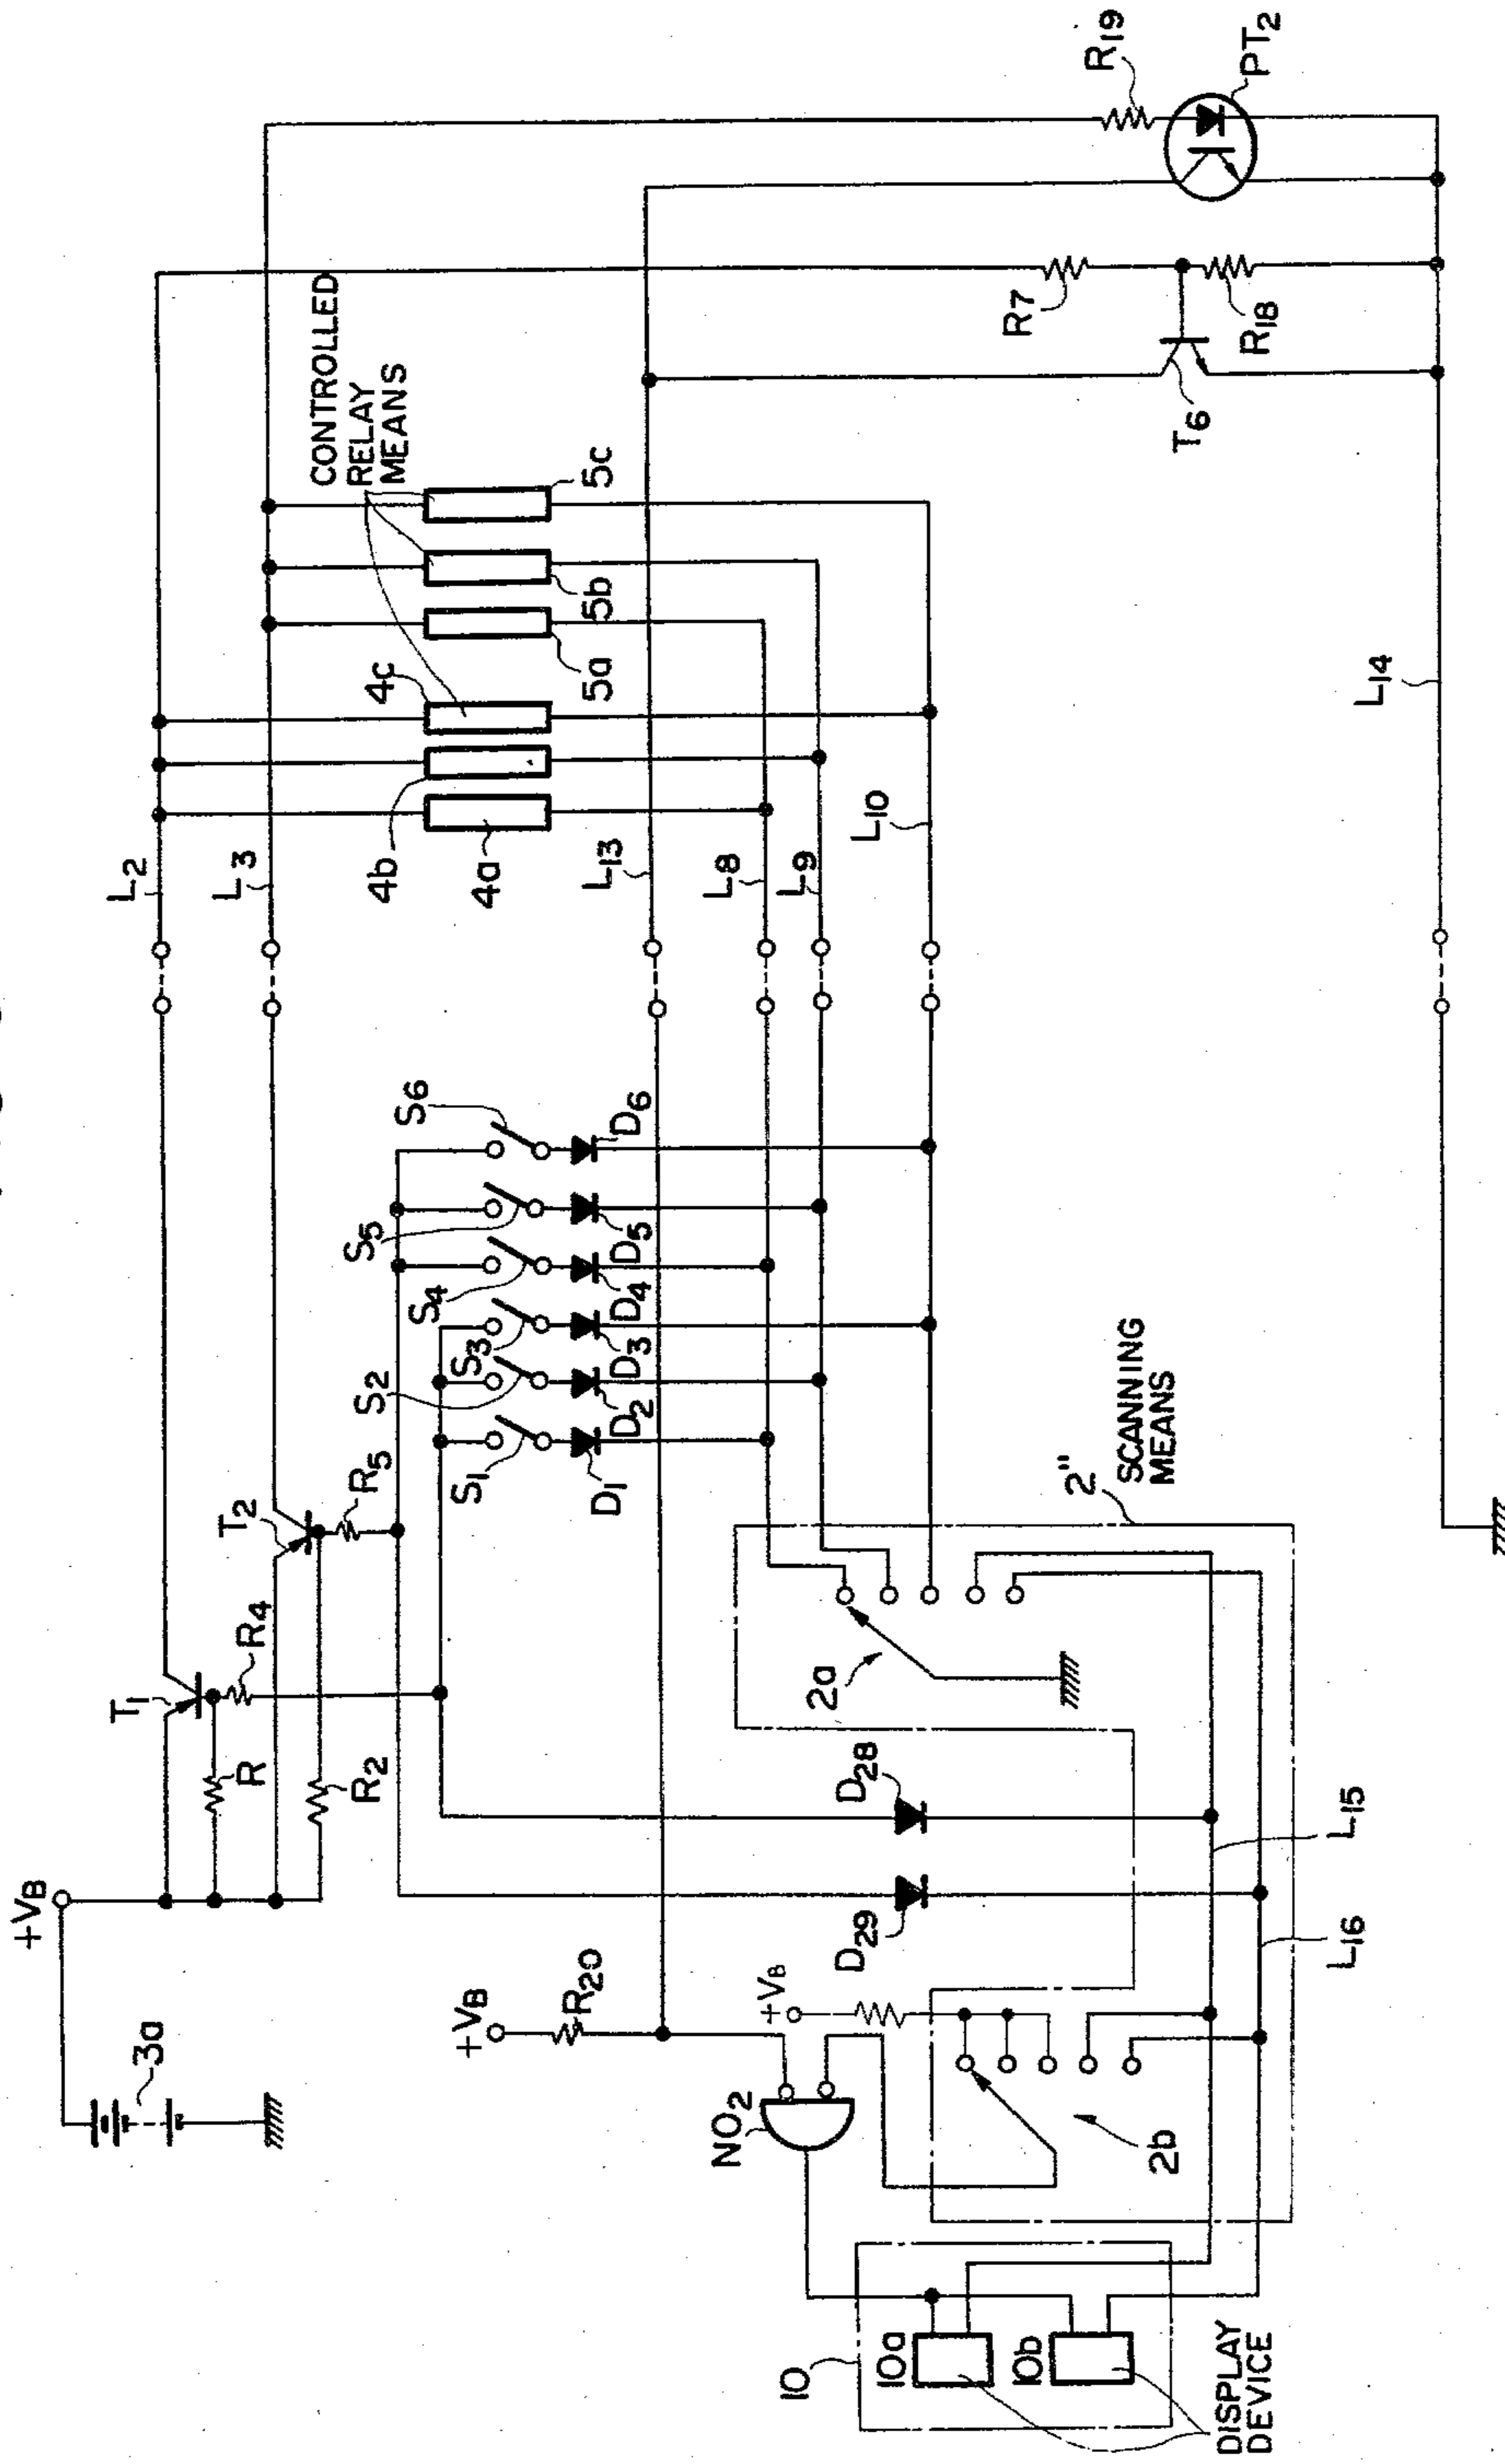 +VB
3a
T1
R
R4
T2
R2
R5
L2
L3
CONTROLLED
RELAY
MEANS
4a
4b
4c
5a
5b
5c
R19
PT2
R7
R18
T6
L13
L8
L9
L10
L14
S1
S2
S3
S4
S5
S6
D1
D2
D3
D4
D5
D6
+VB
R20
+VB
NO2
D29
D28
2a
2b
2"
SCANNING
MEANS
L15
L16
10
10a
10b
DISPLAY
DEVICE